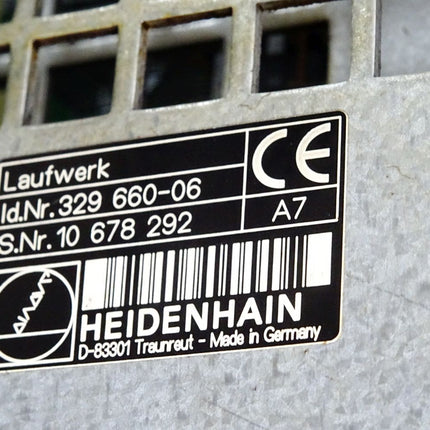 Laufwerk
Id.Nr. 329 660-06
S.Nr. 10 678 292
CE
A7
HEIDENHAIN
D-83301 Traunreut - Made in Germany